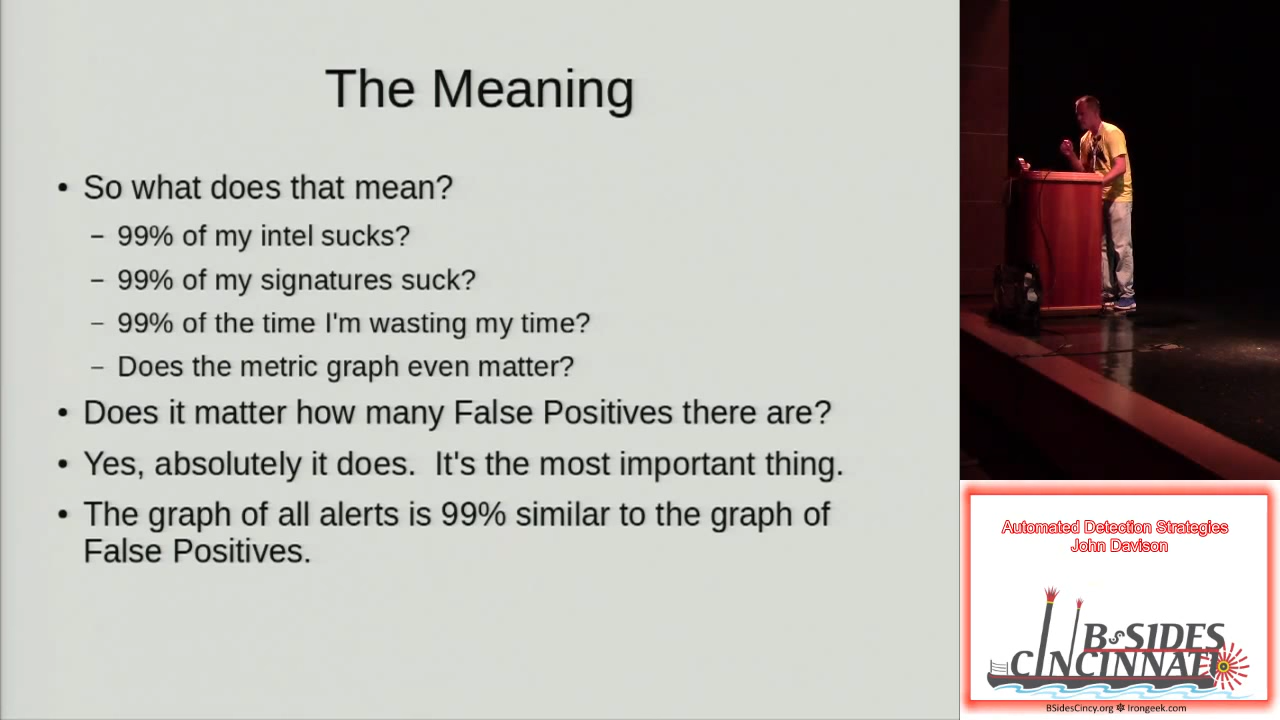 The Meaning
• So what does that mean?
– 99% of my intel sucks?
– 99% of my signatures suck?
– 99% of the time I'm wasting my time?
– Does the metric graph even matter?
• Does it matter how many False Positives there are?
• Yes, absolutely it does.  It's the most important thing.
• The graph of all alerts is 99% similar to the graph of
False Positives.
Automated Detection Strategies
John Davison
BSIDES
CINCINNATI
BSidesCincy.org ✽ Irongeek.com